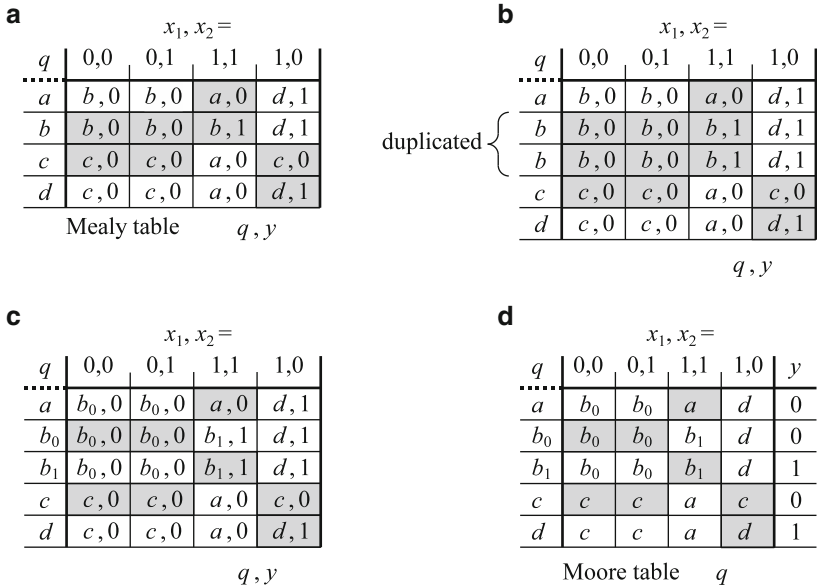 a
x₁, x₂ =
q 0,0 0,1 1,1 1,0
a b,0 b,0 a,0 d,1
b b,0 b,0 b,1 d,1
c c,0 c,0 a,0 c,0
d c,0 c,0 a,0 d,1
Mealy table q,y
b
x₁, x₂ =
q 0,0 0,1 1,1 1,0
a b,0 b,0 a,0 d,1
b b,0 b,0 b,1 d,1
duplicated
b b,0 b,0 b,1 d,1
c c,0 c,0 a,0 c,0
d c,0 c,0 a,0 d,1
q,y
c
x₁, x₂ =
q 0,0 0,1 1,1 1,0
a b₀,0 b₀,0 a,0 d,1
b₀ b₀,0 b₀,0 b₁,1 d,1
b₁ b₀,0 b₀,0 b₁,1 d,1
c c,0 c,0 a,0 c,0
d c,0 c,0 a,0 d,1
q,y
d
x₁, x₂ =
q 0,0 0,1 1,1 1,0 y
a b₀ b₀ a d 0
b₀ b₀ b₀ b₁ d 0
b₁ b₀ b₀ b₁ d 1
c c c a c 0
d c c a d 1
Moore table q